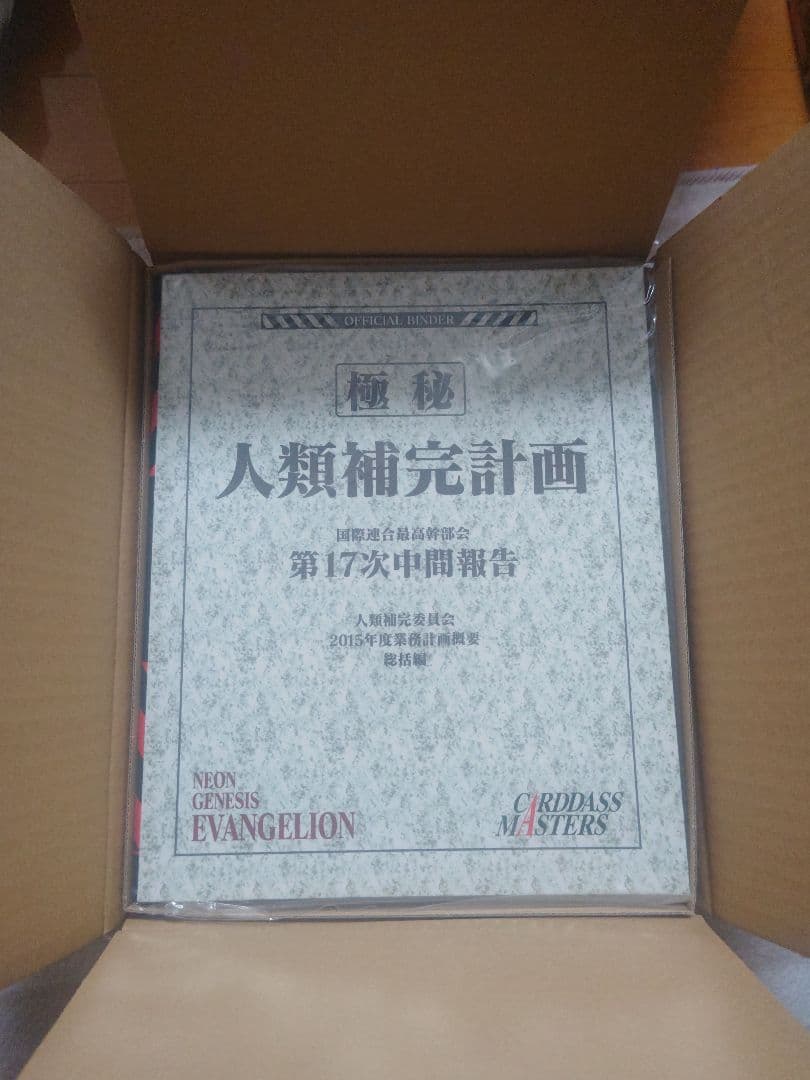 OFFICIAL BINDER
極秘
人類補完計画
国際連合最高幹部会
第17次中間報告
人類補完委員会
2015年度業務計画概要
総括編
NEON
GENESIS
EVANGELION
CARDDASS
MASTERS